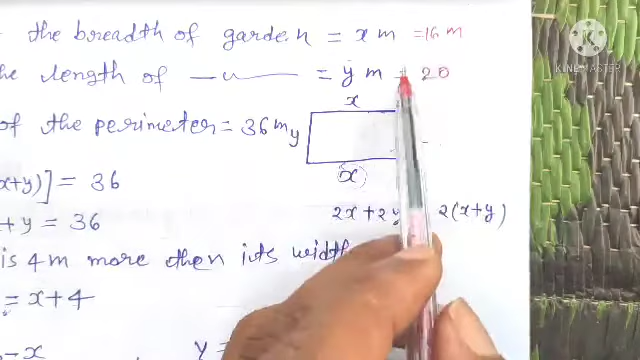 the breadth of garden = x m = 16 m
he length of — — = y m = 20
x
of the perimeter = 36 m y
x
x+y)] = 36
2x + 2y 2(x+y)
+ y = 36
is 4 m more then its width
= x + 4
- x
y =
KINEMASTER